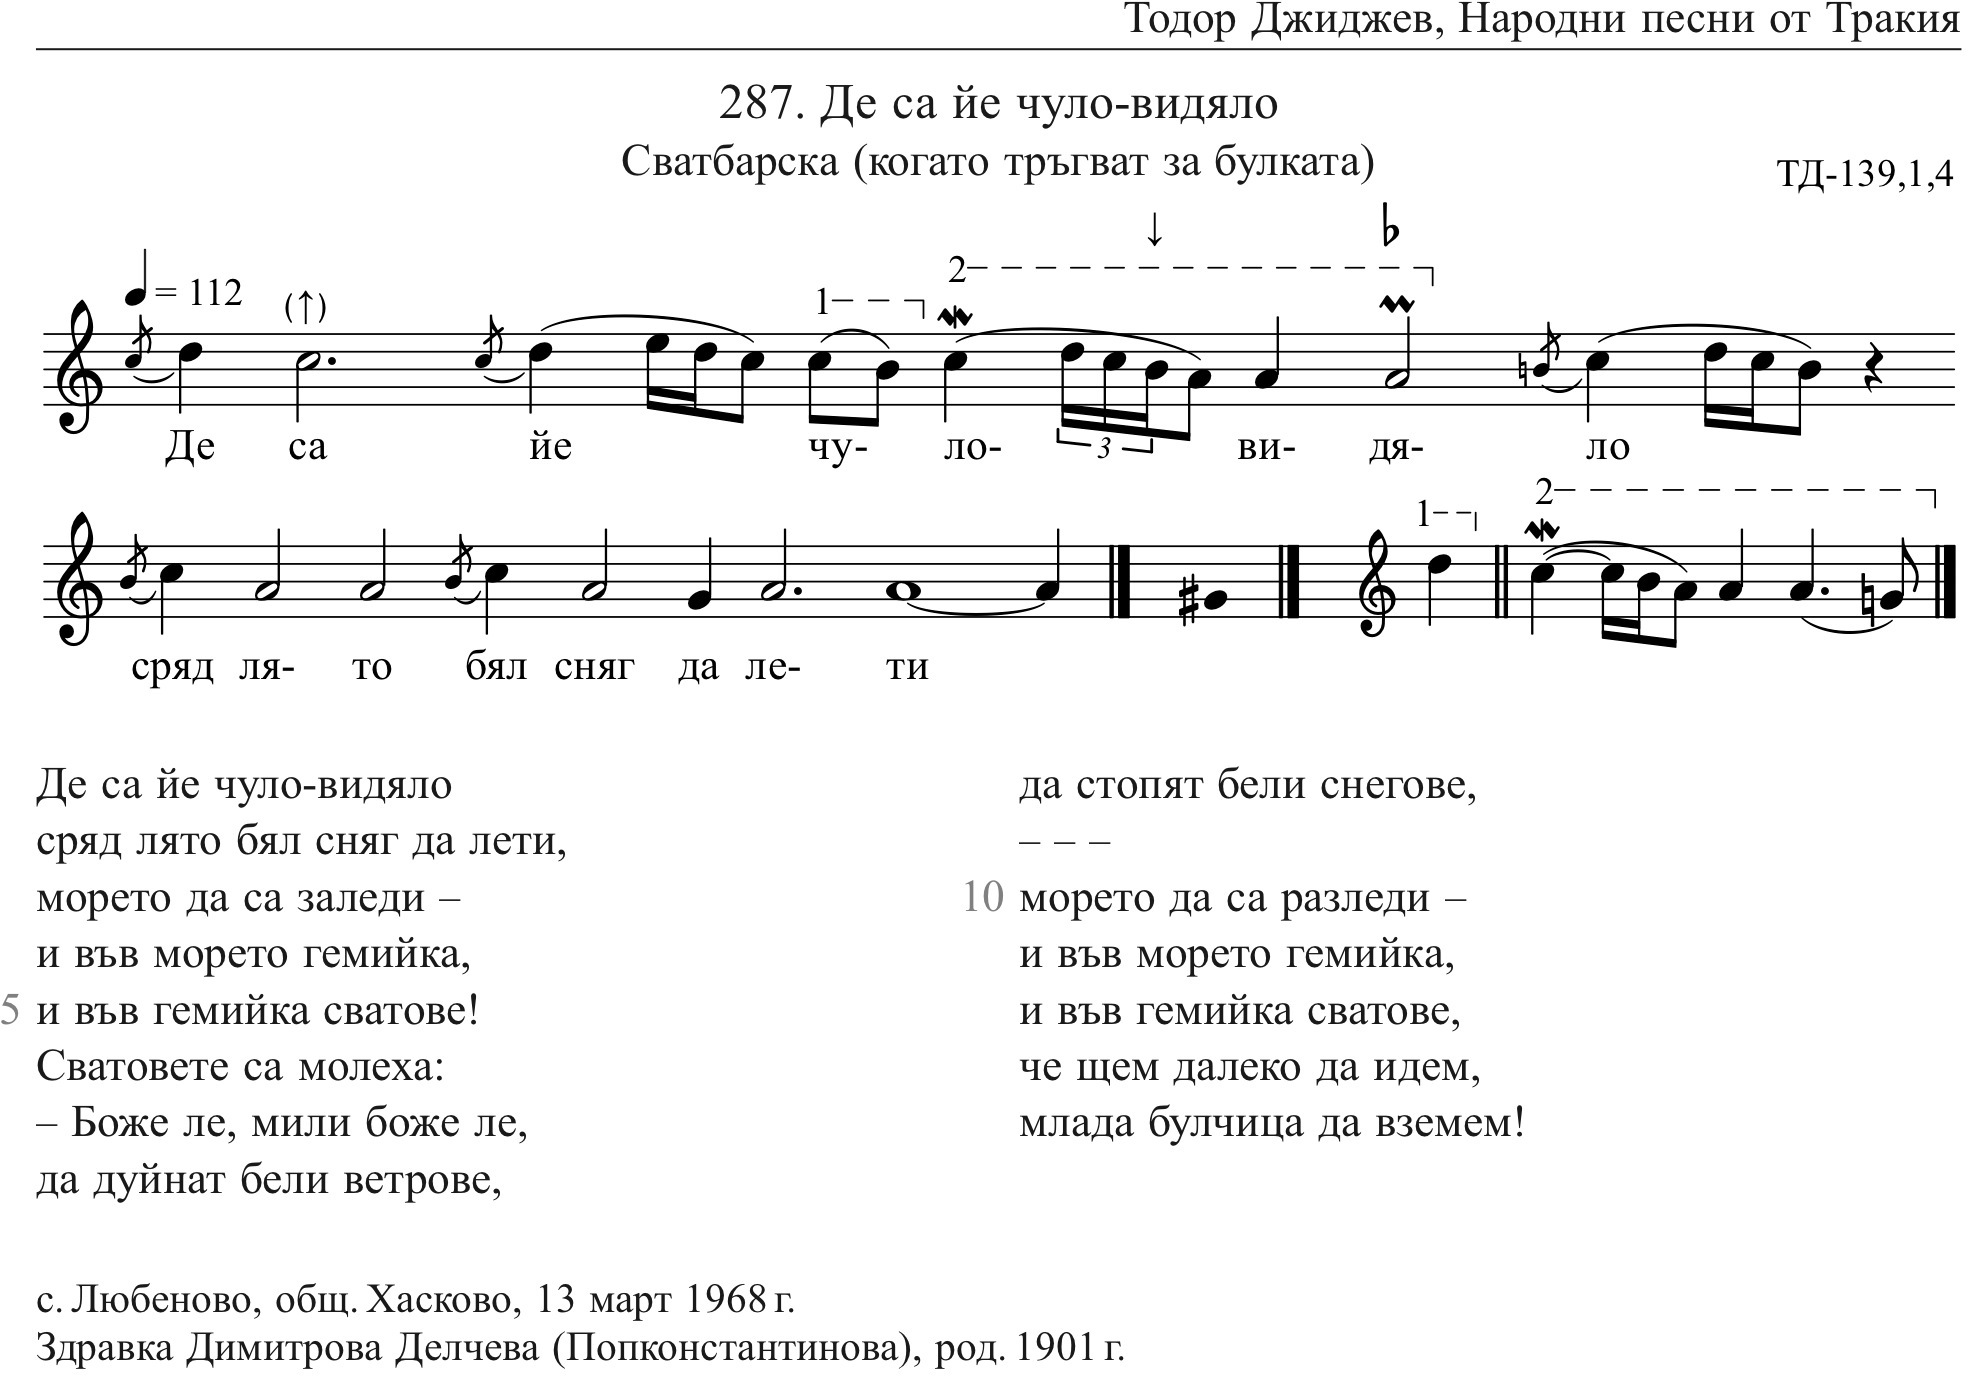 Тодор Джиджев, Народни песни от Тракия
287. Де са йе чуло-видяло
Сватбарска (когато тръгват за булката)
ТД-139,1,4
= 112
(↑)
1
2
↓
3
Де са йе чу- ло- ви- дя- ло
1
2
сряд ля- то бял сняг да ле- ти
Де са йе чуло-видяло
сряд лято бял сняг да лети,
морето да са заледи –
и във морето гемийка,
5 и във гемийка сватове!
Сватовете са молеха:
– Боже ле, мили боже ле,
да дуйнат бели ветрове,
да стопят бели снегове,
– – –
10 морето да са разледи –
и във морето гемийка,
и във гемийка сватове,
че щем далеко да идем,
млада булчица да вземем!
с. Любеново, общ. Хасково, 13 март 1968 г.
Здравка Димитрова Делчева (Попконстантинова), род. 1901 г.